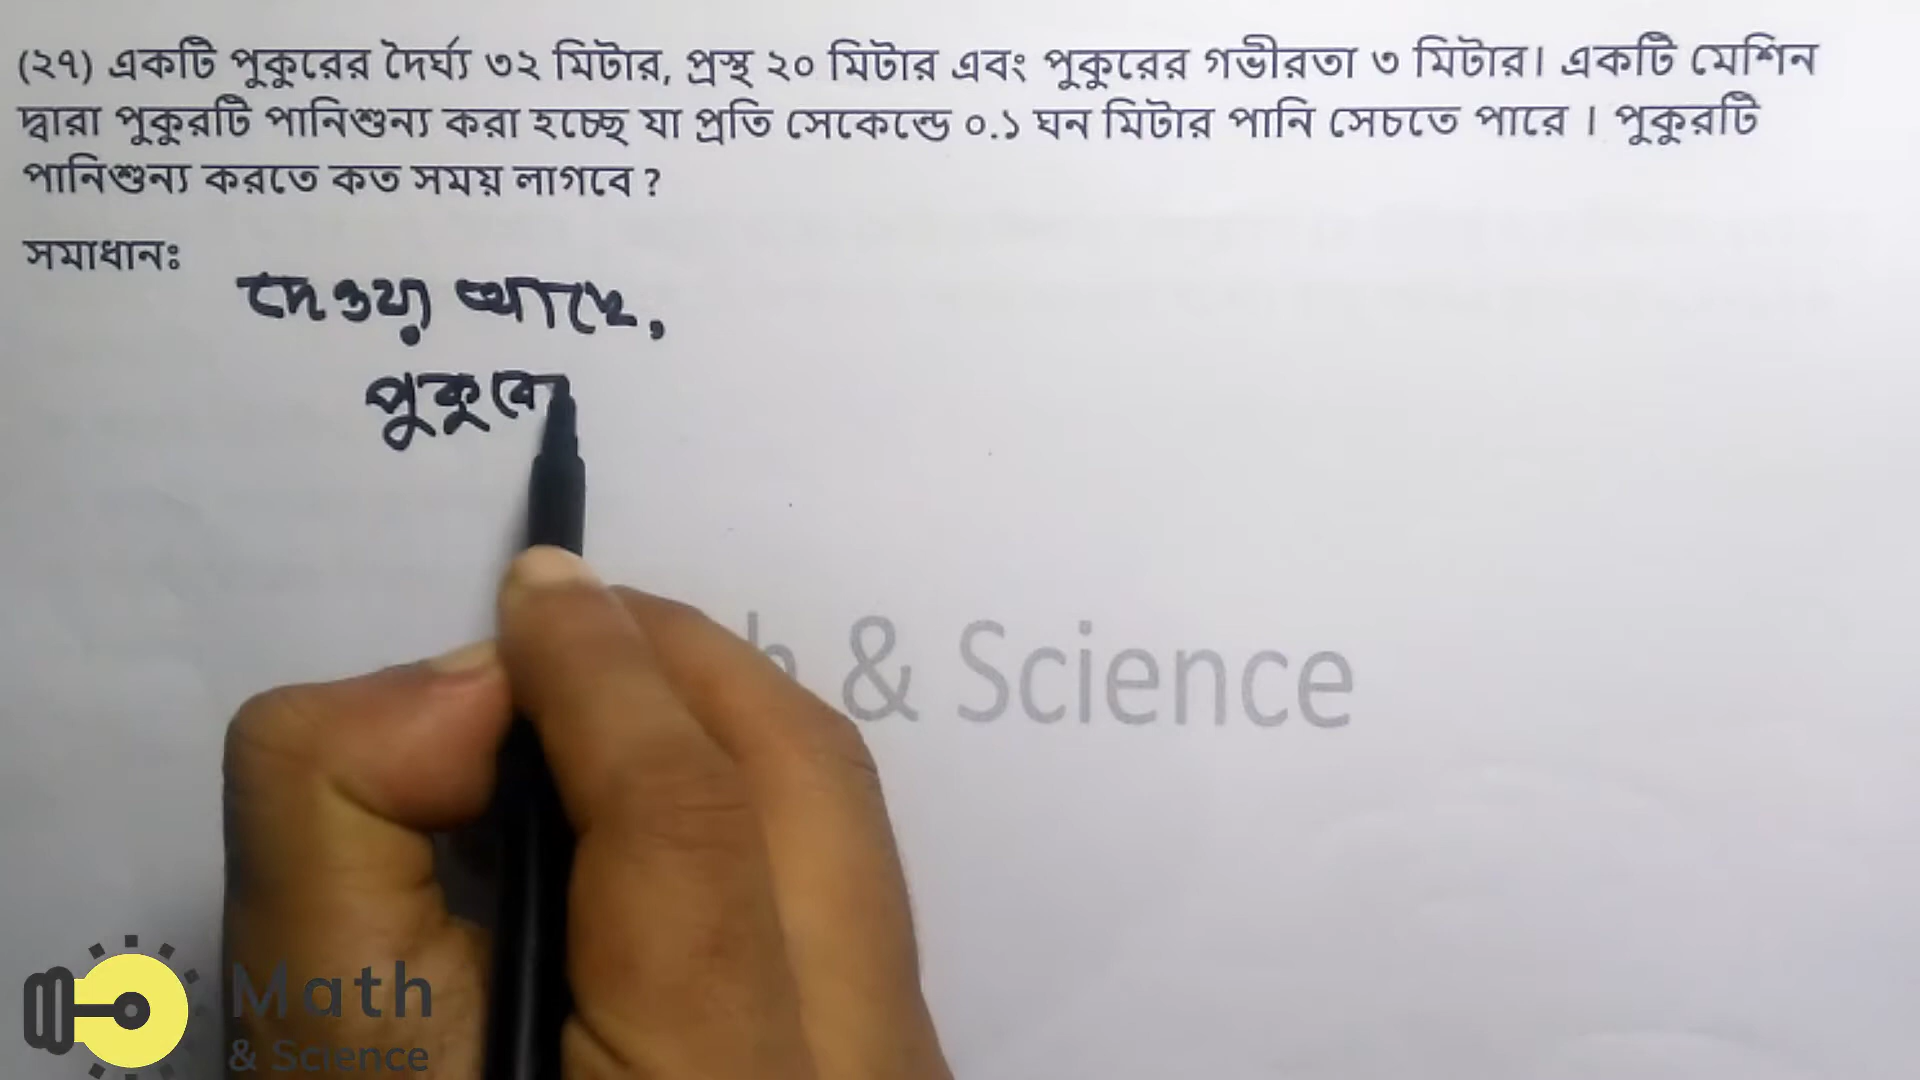 (২৭) একটি পুকুরের দৈর্ঘ্য ৩২ মিটার, প্রস্থ ২০ মিটার এবং পুকুরের গভীরতা ৩ মিটার। একটি মেশিন
দ্বারা পুকুরটি পানিশুন্য করা হচ্ছে যা প্রতি সেকেন্ডে ০.১ ঘন মিটার পানি সেচতে পারে । পুকুরটি
পানিশুন্য করতে কত সময় লাগবে ?
সমাধানঃ
দেওয়া আছে,
পুকুরে
& Science
Math
& Science